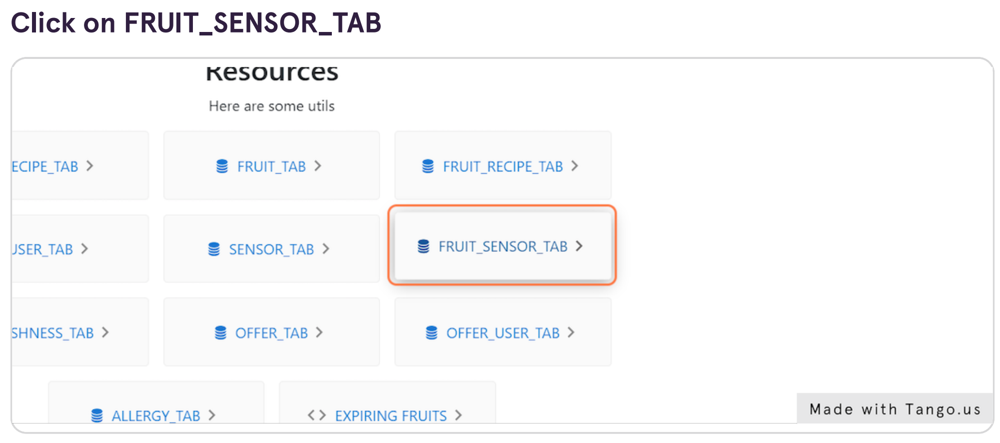 Click on FRUIT_SENSOR_TAB
Resources
Here are some utils
ECIPE_TAB FRUIT_TAB FRUIT_RECIPE_TAB
USER_TAB SENSOR_TAB FRUIT_SENSOR_TAB
SHNESS_TAB OFFER_TAB OFFER_USER_TAB
ALLERGY_TAB <> EXPIRING FRUITS
Made with Tango.us